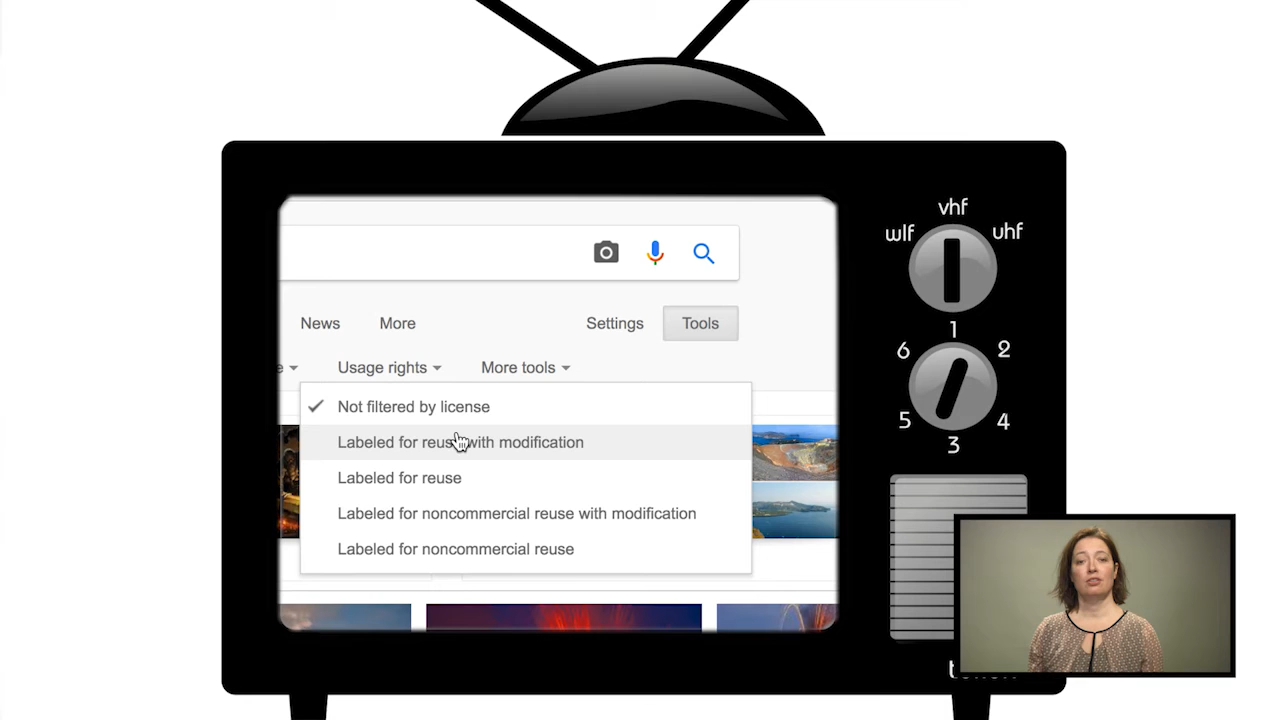 vhf
wlf
uhf
News
More
Settings
Tools
1
6
2
Usage rights
More tools
Not filtered by license
5
4
Labeled for reuse with modification
3
Labeled for reuse
Labeled for noncommercial reuse with modification
Labeled for noncommercial reuse